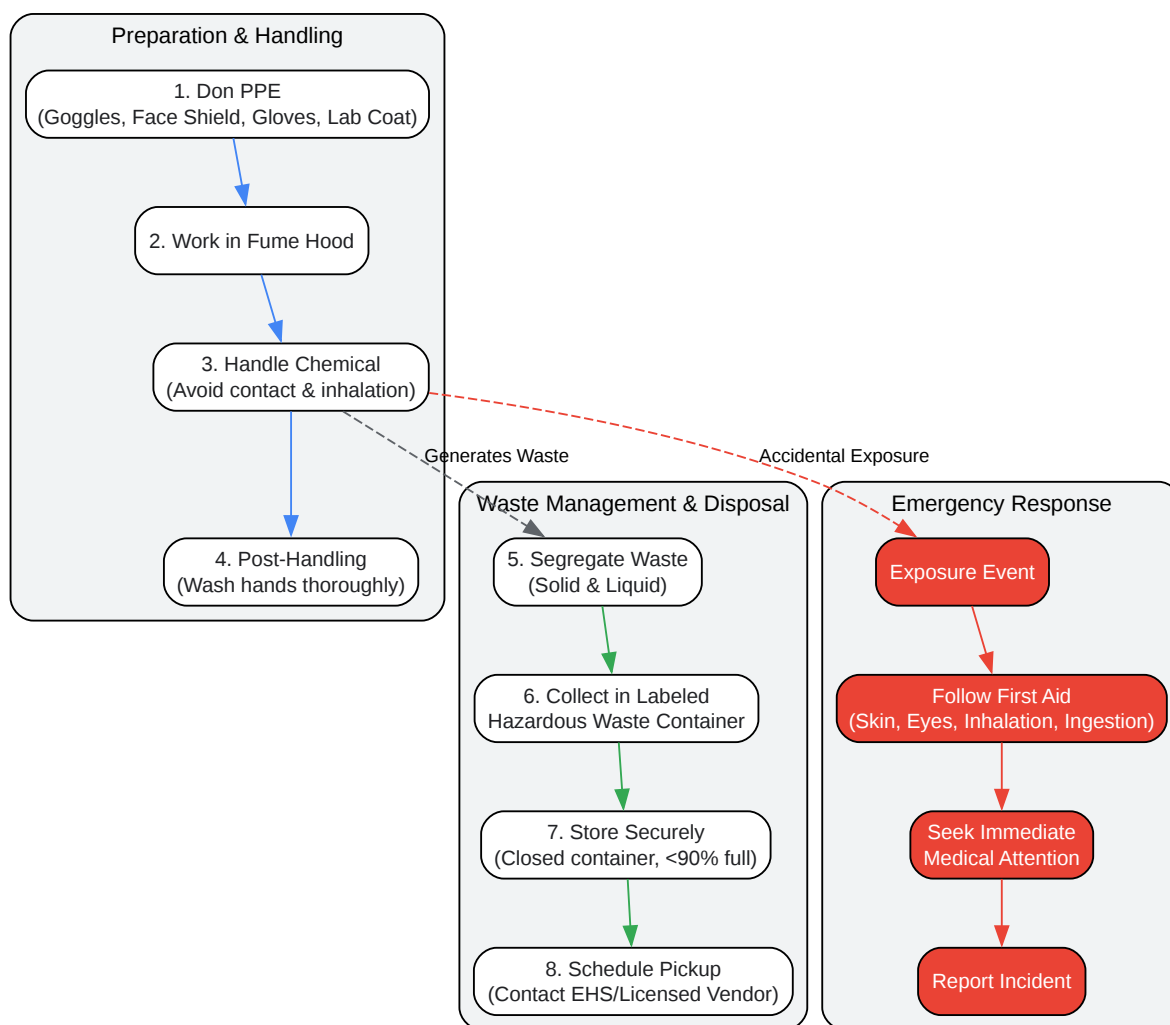 Preparation & Handling
1. Don PPE
(Goggles, Face Shield, Gloves, Lab Coat)
2. Work in Fume Hood
3. Handle Chemical
(Avoid contact & inhalation)
4. Post-Handling
(Wash hands thoroughly)
Generates Waste
Accidental Exposure
Waste Management & Disposal
5. Segregate Waste
(Solid & Liquid)
6. Collect in Labeled
Hazardous Waste Container
7. Store Securely
(Closed container, <90% full)
8. Schedule Pickup
(Contact EHS/Licensed Vendor)
Emergency Response
Exposure Event
Follow First Aid
(Skin, Eyes, Inhalation, Ingestion)
Seek Immediate
Medical Attention
Report Incident